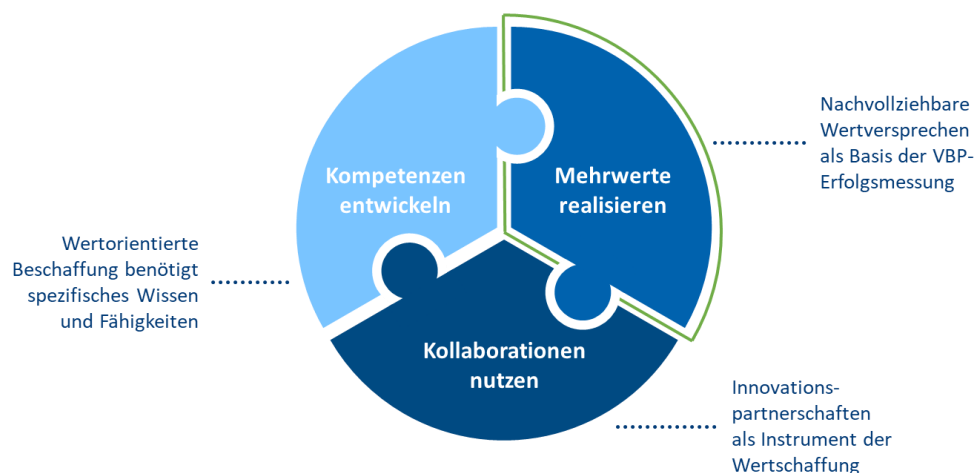 Kompetenzen
entwickeln
Mehrwerte
realisieren
Nachvollziehbare
Wertversprechen
als Basis der VBP-
Erfolgsmessung
Wertorientierte
Beschaffung benötigt
spezifisches Wissen
und Fähigkeiten
Kollaborationen
nutzen
Innovations-
partnerschaften
als Instrument der
Wertschaffung